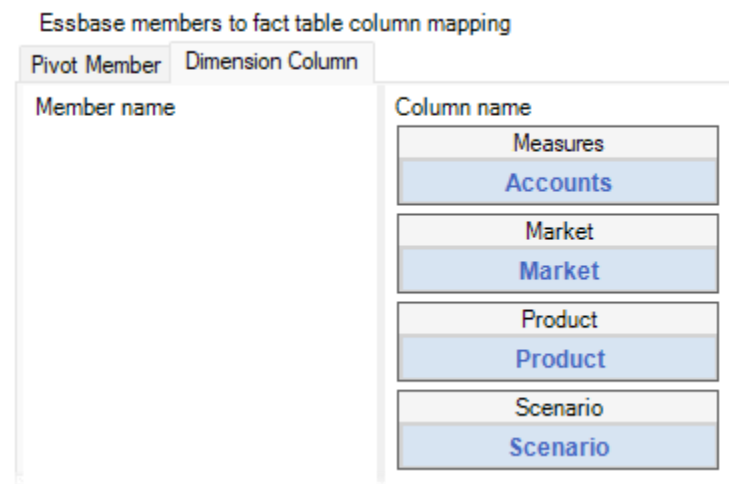 Essbase members to fact table column mapping
Pivot Member Dimension Column
Member name Column name
Measures
Accounts
Market
Market
Product
Product
Scenario
Scenario